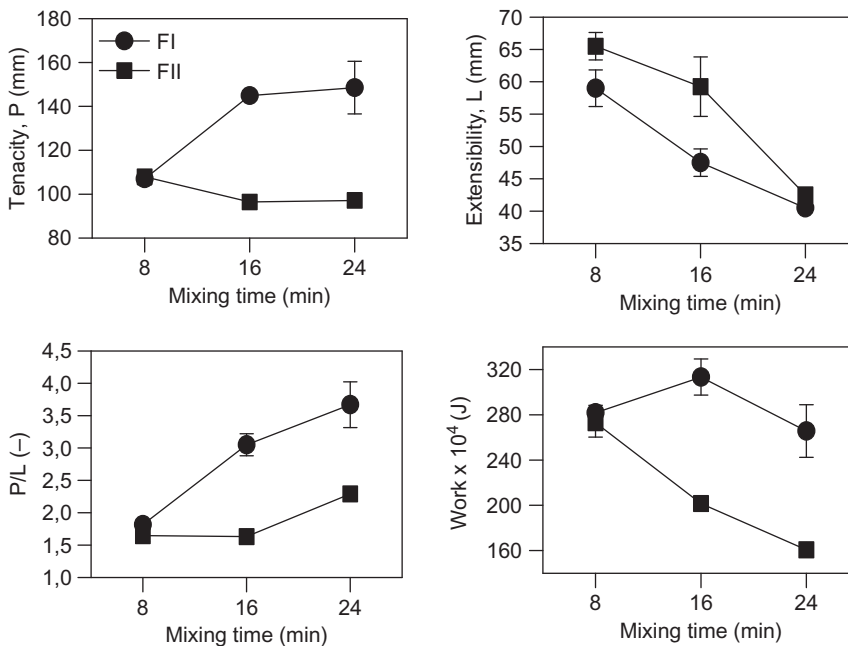 180
160
140
120
100
80
Tenacity, P (mm)
FI
FII
8 16 24
Mixing time (min)
70
65
60
55
50
45
40
35
Extensibility, L (mm)
8 16 24
Mixing time (min)
4,5
4,0
3,5
3,0
2,5
2,0
1,5
1,0
P/L (–)
8 16 24
Mixing time (min)
320
280
240
200
160
Work x 10⁴ (J)
8 16 24
Mixing time (min)